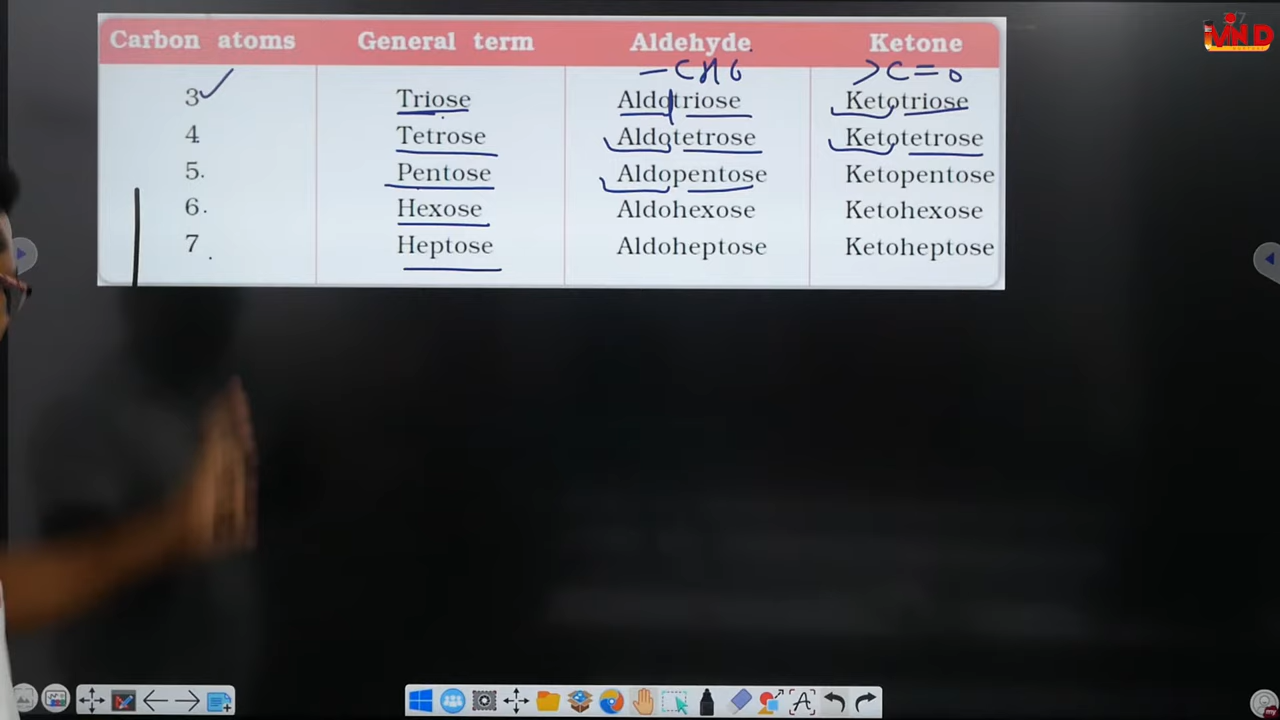 Carbon atoms General term Aldehyde Ketone
-CHO >C=O
3 Triose Aldotriose Ketotriose
4 Tetrose Aldotetrose Ketotetrose
5. Pentose Aldopentose Ketopentose
6. Hexose Aldohexose Ketohexose
7. Heptose Aldoheptose Ketoheptose